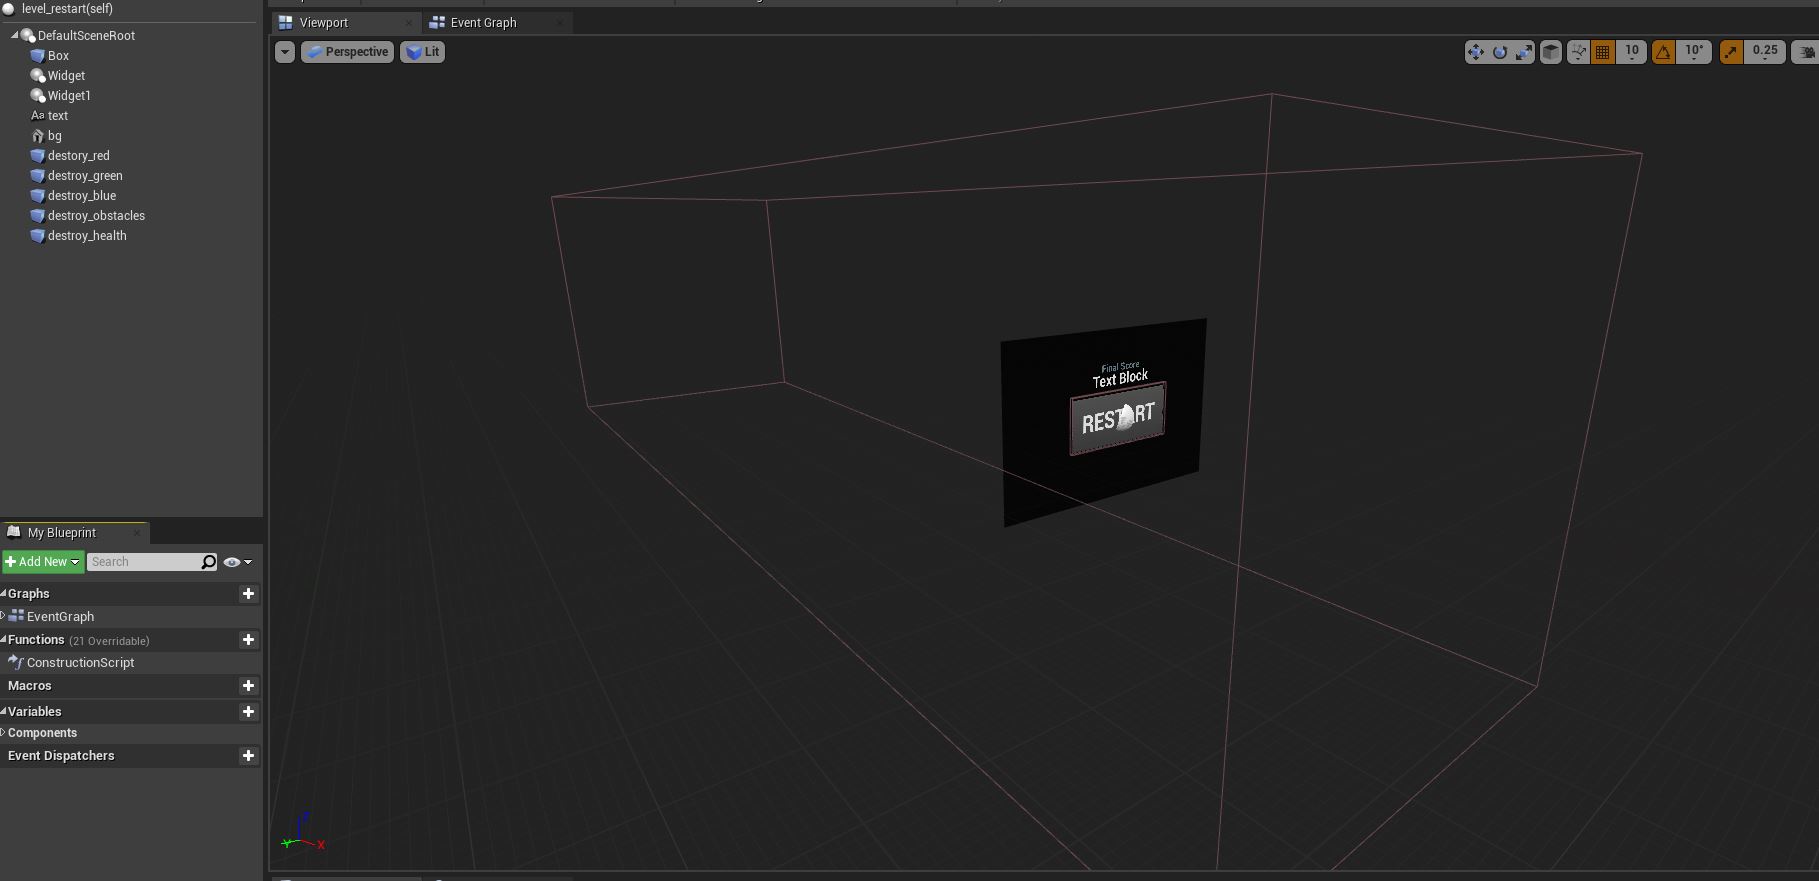 level_restart(self)
DefaultSceneRoot
Box
Widget
Widget1
Aa text
bg
destory_red
destroy_green
destroy_blue
destroy_obstacles
destroy_health
My Blueprint
+ Add New
Search
Graphs
EventGraph
Functions (21 Overridable)
ConstructionScript
Macros
Variables
Components
Event Dispatchers
Viewport
Event Graph
Perspective
Lit
10
10°
0.25
Final Score
Text Block
RESTART
Z
Y
X